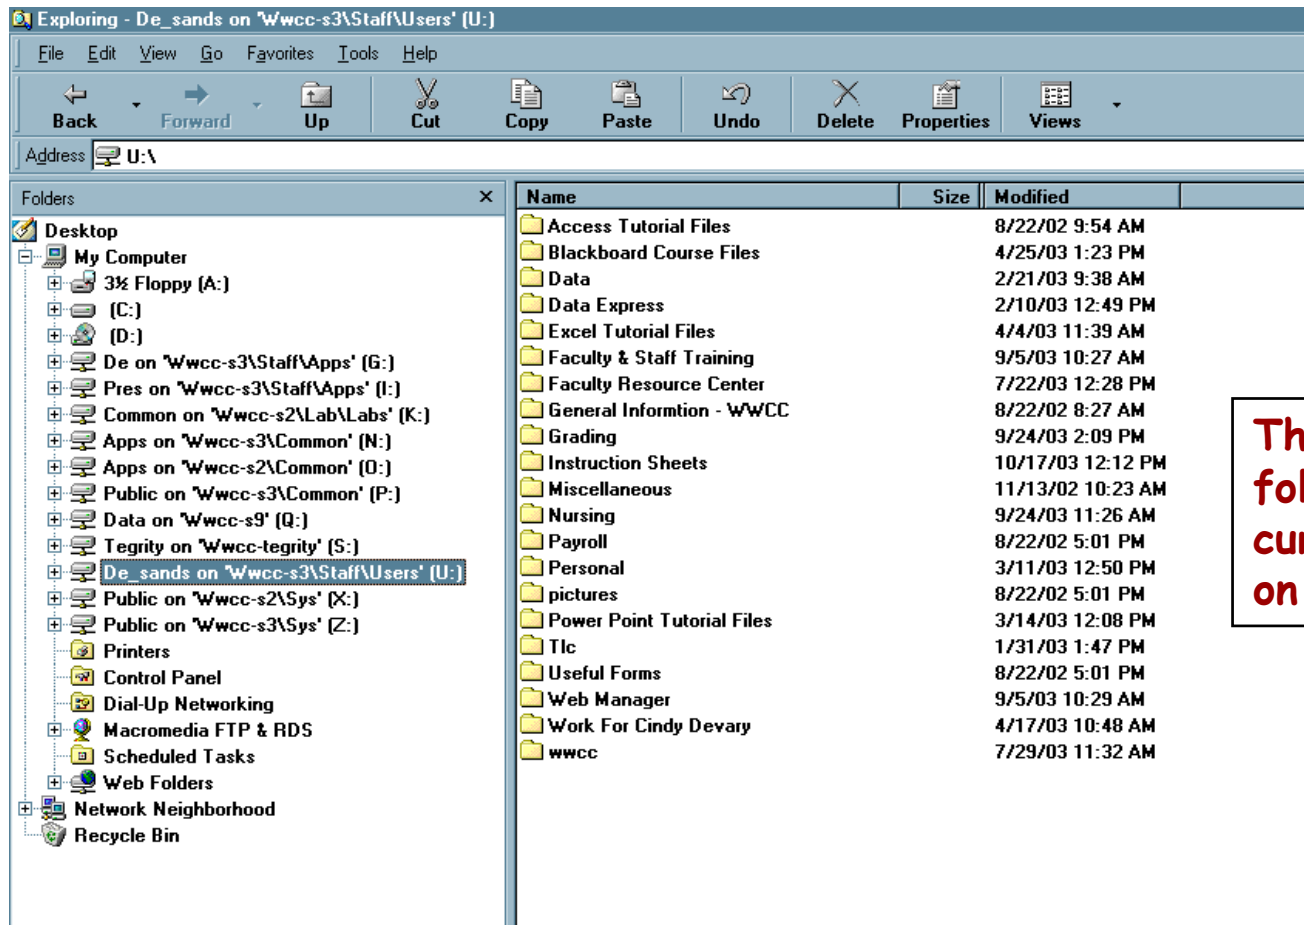 Exploring - De_sands on 'Wwcc-s3\Staff\Users' (U:)
File Edit View Go Favorites Tools Help
Back Forward Up Cut Copy Paste Undo Delete Properties Views
Address U:\
Folders
Desktop
My Computer
3½ Floppy (A:)
(C:)
(D:)
De on 'Wwcc-s3\Staff\Apps' (G:)
Pres on 'Wwcc-s3\Staff\Apps' (I:)
Common on 'Wwcc-s2\Lab\Labs' (K:)
Apps on 'Wwcc-s3\Common' (N:)
Apps on 'Wwcc-s2\Common' (O:)
Public on 'Wwcc-s3\Common' (P:)
Data on 'Wwcc-s9' (Q:)
Tegrity on 'Wwcc-tegrity' (S:)
De_sands on 'Wwcc-s3\Staff\Users' (U:)
Public on 'Wwcc-s2\Sys' (X:)
Public on 'Wwcc-s3\Sys' (Z:)
Printers
Control Panel
Dial-Up Networking
Macromedia FTP & RDS
Scheduled Tasks
Web Folders
Network Neighborhood
Recycle Bin
Name Size Modified
Access Tutorial Files 8/22/02 9:54 AM
Blackboard Course Files 4/25/03 1:23 PM
Data 2/21/03 9:38 AM
Data Express 2/10/03 12:49 PM
Excel Tutorial Files 4/4/03 11:39 AM
Faculty & Staff Training 9/5/03 10:27 AM
Faculty Resource Center 7/22/03 12:28 PM
General Informtion - WWCC 8/22/02 8:27 AM
Grading 9/24/03 2:09 PM
Instruction Sheets 10/17/03 12:12 PM
Miscellaneous 11/13/02 10:23 AM
Nursing 9/24/03 11:26 AM
Payroll 8/22/02 5:01 PM
Personal 3/11/03 12:50 PM
pictures 8/22/02 5:01 PM
Power Point Tutorial Files 3/14/03 12:08 PM
Tlc 1/31/03 1:47 PM
Useful Forms 8/22/02 5:01 PM
Web Manager 9/5/03 10:29 AM
Work For Cindy Devary 4/17/03 10:48 AM
wwcc 7/29/03 11:32 AM
on